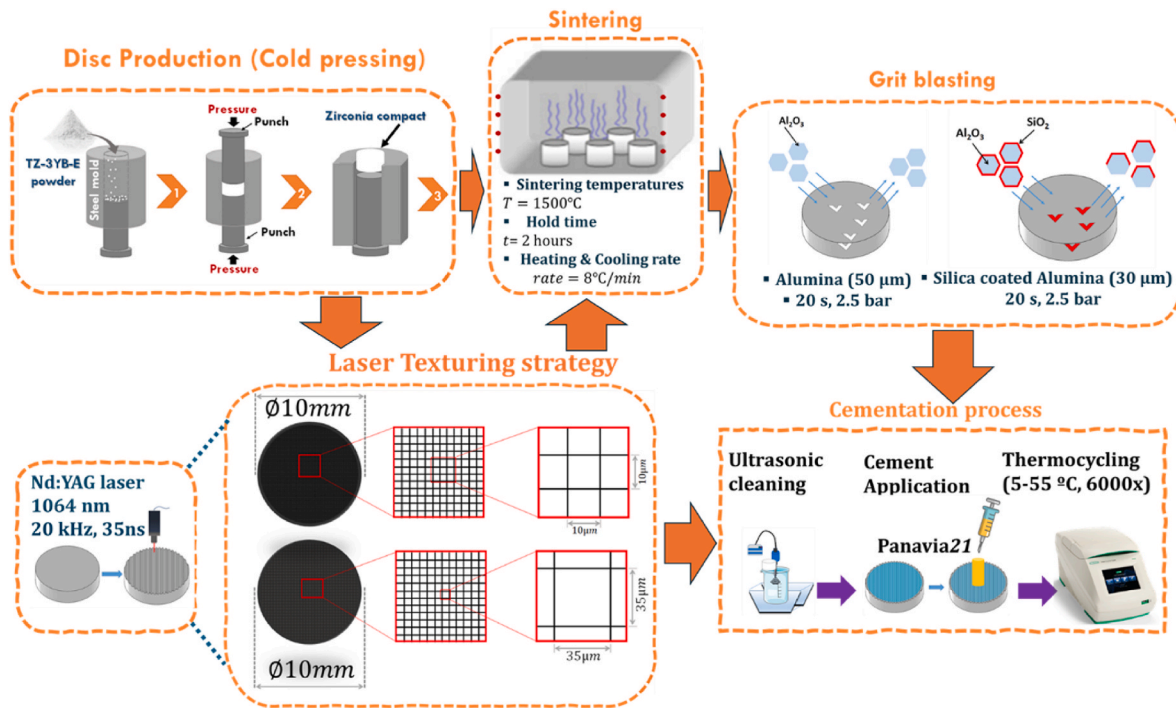 Disc Production (Cold pressing)
TZ-3YB-E
powder
Steel mold
1
Pressure
Punch
Punch
Pressure
2
Zirconia compact
3
Sintering
▪ Sintering temperatures
T = 1500°C
▪ Hold time
t= 2 hours
▪ Heating & Cooling rate
rate = 8°C/min
Grit blasting
Al₂O₃
▪ Alumina (50 µm)
▪ 20 s, 2.5 bar
Al₂O₃
SiO₂
▪ Silica coated Alumina (30 µm)
20 s, 2.5 bar
Laser Texturing strategy
Nd:YAG laser
1064 nm
20 kHz, 35ns
Ø10mm
10µm
10µm
35µm
35µm
Ø10mm
Cementation process
Ultrasonic
cleaning
Cement
Application
Panavia21
Thermocycling
(5-55 ºC, 6000x)